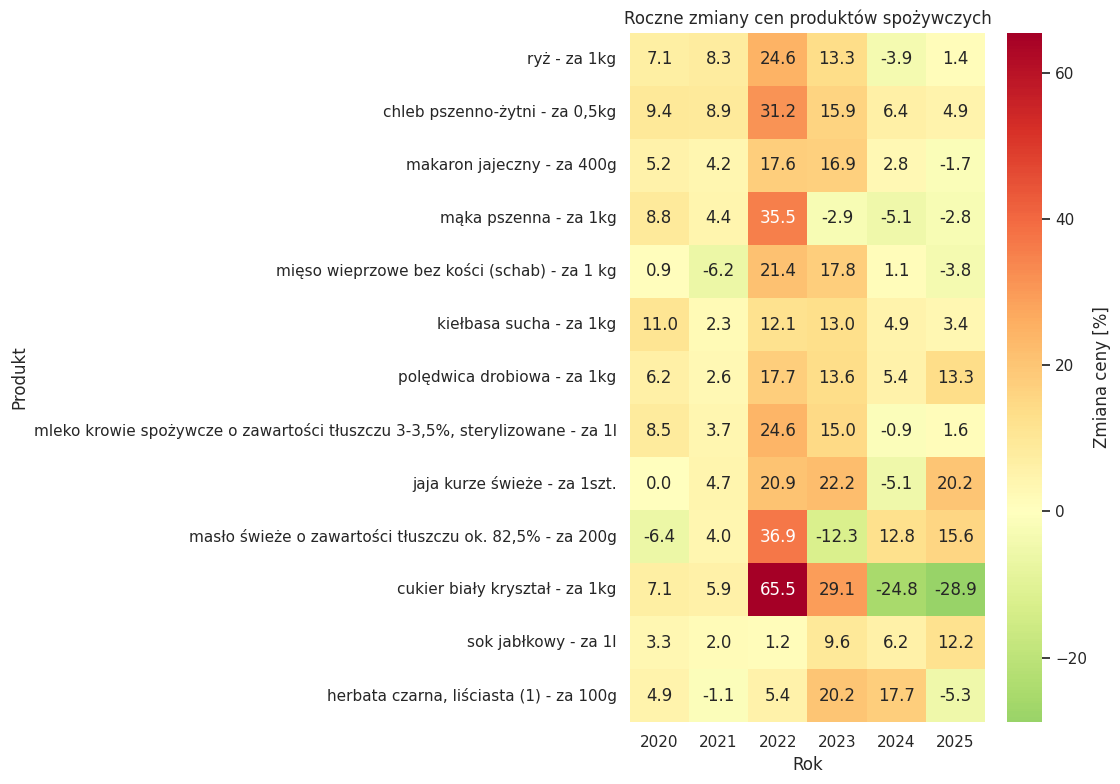 Roczne zmiany cen produktów spożywczych
ryż - za 1kg 7.1 8.3 24.6 13.3 -3.9 1.4
chleb pszenno-żytni - za 0,5kg 9.4 8.9 31.2 15.9 6.4 4.9
makaron jajeczny - za 400g 5.2 4.2 17.6 16.9 2.8 -1.7
mąka pszenna - za 1kg 8.8 4.4 35.5 -2.9 -5.1 -2.8
mięso wieprzowe bez kości (schab) - za 1 kg 0.9 -6.2 21.4 17.8 1.1 -3.8
kiełbasa sucha - za 1kg 11.0 2.3 12.1 13.0 4.9 3.4
polędwica drobiowa - za 1kg 6.2 2.6 17.7 13.6 5.4 13.3
mleko krowie spożywcze o zawartości tłuszczu 3-3,5%, sterylizowane - za 1l 8.5 3.7 24.6 15.0 -0.9 1.6
jaja kurze świeże - za 1szt. 0.0 4.7 20.9 22.2 -5.1 20.2
masło świeże o zawartości tłuszczu ok. 82,5% - za 200g -6.4 4.0 36.9 -12.3 12.8 15.6
cukier biały kryształ - za 1kg 7.1 5.9 65.5 29.1 -24.8 -28.9
sok jabłkowy - za 1l 3.3 2.0 1.2 9.6 6.2 12.2
herbata czarna, liściasta (1) - za 100g 4.9 -1.1 5.4 20.2 17.7 -5.3
2020 2021 2022 2023 2024 2025
Rok
Produkt
60
40
20
0
−20
Zmiana ceny [%]